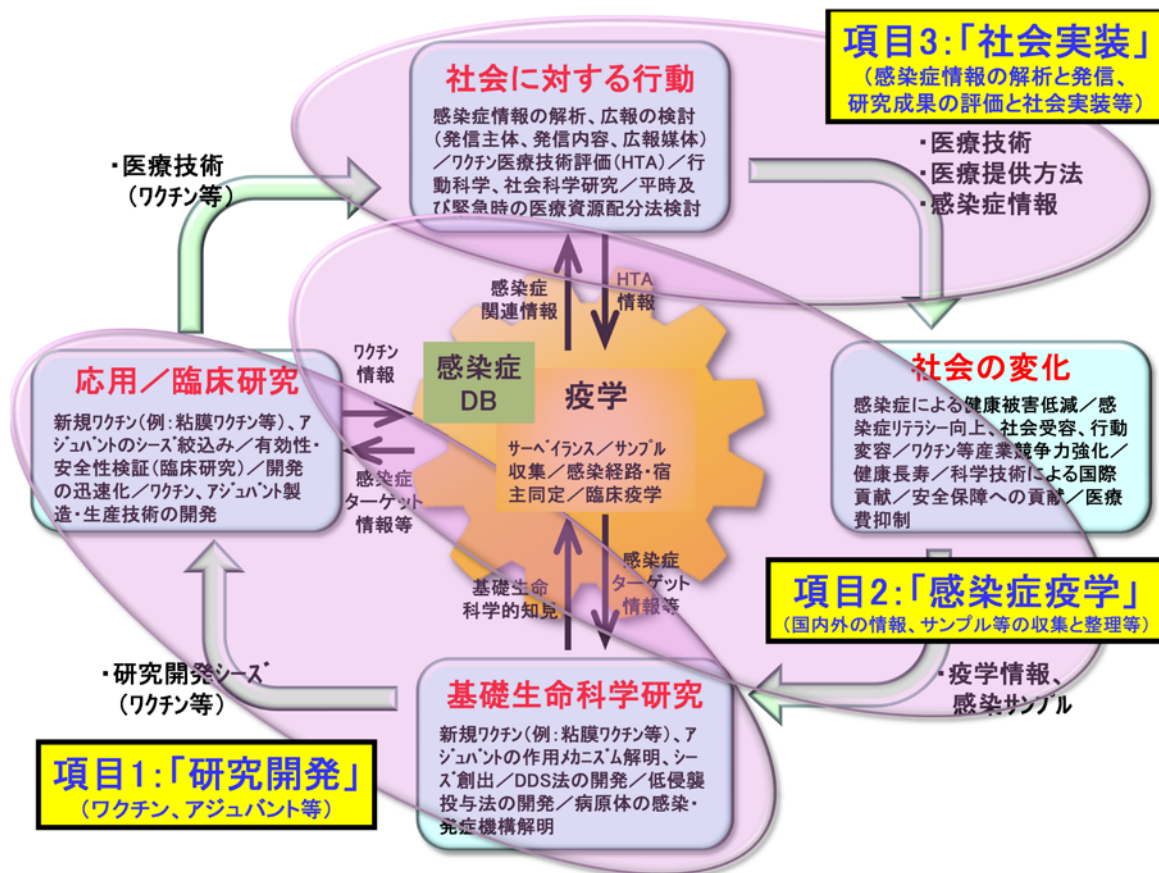 項目3:「社会実装」
(感染症情報の解析と発信、
研究成果の評価と社会実装等)
社会に対する行動
感染症情報の解析、広報の検討
(発信主体、発信内容、広報媒体)
/ワクチン医療技術評価(HTA)/行
動科学、社会科学研究/平時及
び緊急時の医療資源配分法検討
・医療技術
(ワクチン等)
・医療技術
・医療提供方法
・感染症情報
感染症
関連情報
HTA
情報
応用/臨床研究
新規ワクチン(例:粘膜ワクチン等)、ア
ジュバントのシーズ絞込み/有効性・
安全性検証(臨床研究)/開発
の迅速化/ワクチン、アジュバント製
造・生産技術の開発
ワクチン
情報
感染症
ターゲット
情報等
感染症
DB
疫学
サーベイランス/サンプル
収集/感染経路・宿
主同定/臨床疫学
社会の変化
感染症による健康被害低減/感
染症リテラシー向上、社会受容、行動
変容/ワクチン等産業競争力強化/
健康長寿/科学技術による国際
貢献/安全保障への貢献/医療
費抑制
基礎生命
科学的知見
感染症
ターゲット
情報等
項目2:「感染症疫学」
(国内外の情報、サンプル等の収集と整理等)
・疫学情報、
感染サンプル
・研究開発シーズ
(ワクチン等)
基礎生命科学研究
新規ワクチン(例:粘膜ワクチン等)、ア
ジュバントの作用メカニズム解明、シー
ズ創出/DDS法の開発/低侵襲
投与法の開発/病原体の感染・
発症機構解明
項目1:「研究開発」
(ワクチン、アジュバント等)